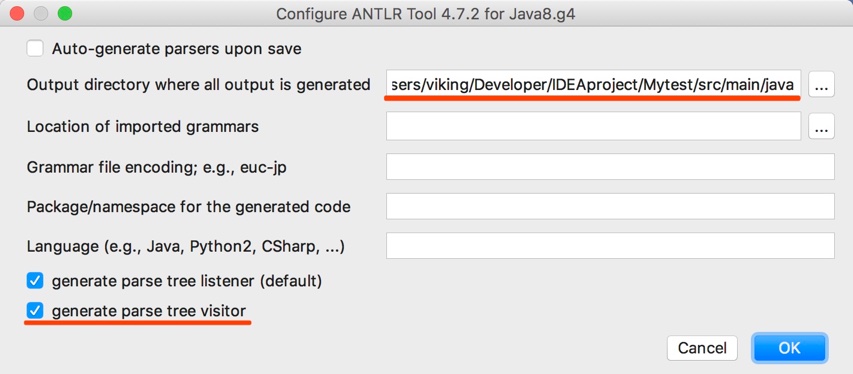 Configure ANTLR Tool 4.7.2 for Java8.g4
Auto-generate parsers upon save
Output directory where all output is generated sers/viking/Developer/IDEAproject/Mytest/src/main/java ...
Location of imported grammars ...
Grammar file encoding; e.g., euc-jp
Package/namespace for the generated code
Language (e.g., Java, Python2, CSharp, ...)
generate parse tree listener (default)
generate parse tree visitor
Cancel OK